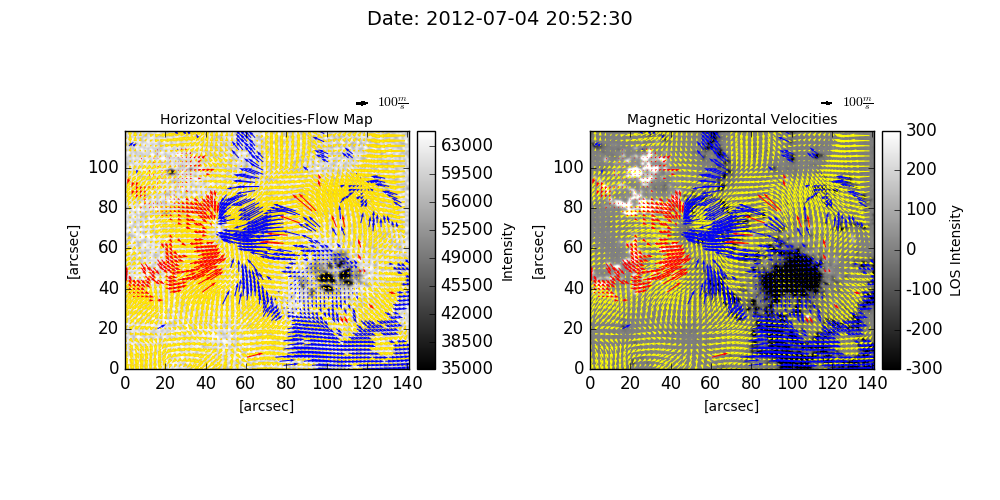 Date: 2012-07-04 20:52:30
100 m/s
100 m/s
Horizontal Velocities-Flow Map
Magnetic Horizontal Velocities
[arcsec]
100
80
60
40
20
0
0 20 40 60 80 100 120 140
[arcsec]
63000
59500
56000
52500
49000
45500
42000
38500
35000
Intensity
[arcsec]
100
80
60
40
20
0
0 20 40 60 80 100 120 140
[arcsec]
300
200
100
0
-100
-200
-300
LOS Intensity